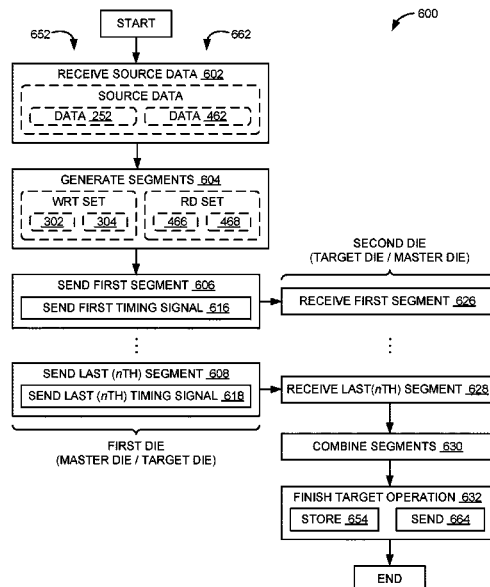 652
662
600
START
RECEIVE SOURCE DATA 602
SOURCE DATA
DATA 252
DATA 462
GENERATE SEGMENTS 604
WRT SET
RD SET
302
304
466
468
SECOND DIE
(TARGET DIE / MASTER DIE)
SEND FIRST SEGMENT 606
SEND FIRST TIMING SIGNAL 616
RECEIVE FIRST SEGMENT 626
SEND LAST (nTH) SEGMENT 608
SEND LAST (nTH) TIMING SIGNAL 618
RECEIVE LAST(nTH) SEGMENT 628
FIRST DIE
(MASTER DIE / TARGET DIE)
COMBINE SEGMENTS 630
FINISH TARGET OPERATION 632
STORE 654
SEND 664
END